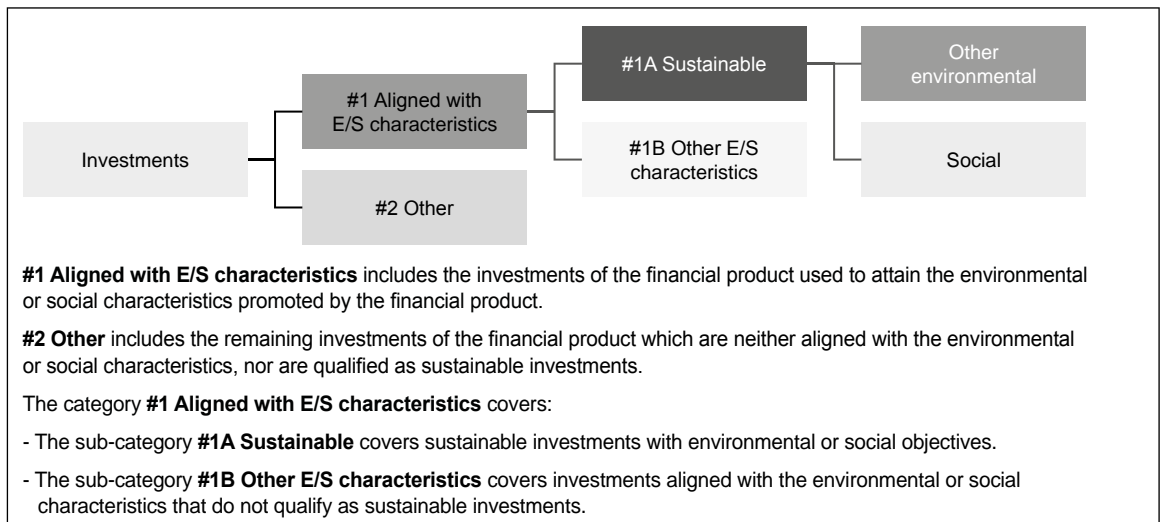 #1A Sustainable
Other
environmental
#1 Aligned with
E/S characteristics
Investments
#1B Other E/S
characteristics
Social
#2 Other
#1 Aligned with E/S characteristics includes the investments of the financial product used to attain the environmental
or social characteristics promoted by the financial product.
#2 Other includes the remaining investments of the financial product which are neither aligned with the environmental
or social characteristics, nor are qualified as sustainable investments.
The category #1 Aligned with E/S characteristics covers:
- The sub-category #1A Sustainable covers sustainable investments with environmental or social objectives.
- The sub-category #1B Other E/S characteristics covers investments aligned with the environmental or social
characteristics that do not qualify as sustainable investments.